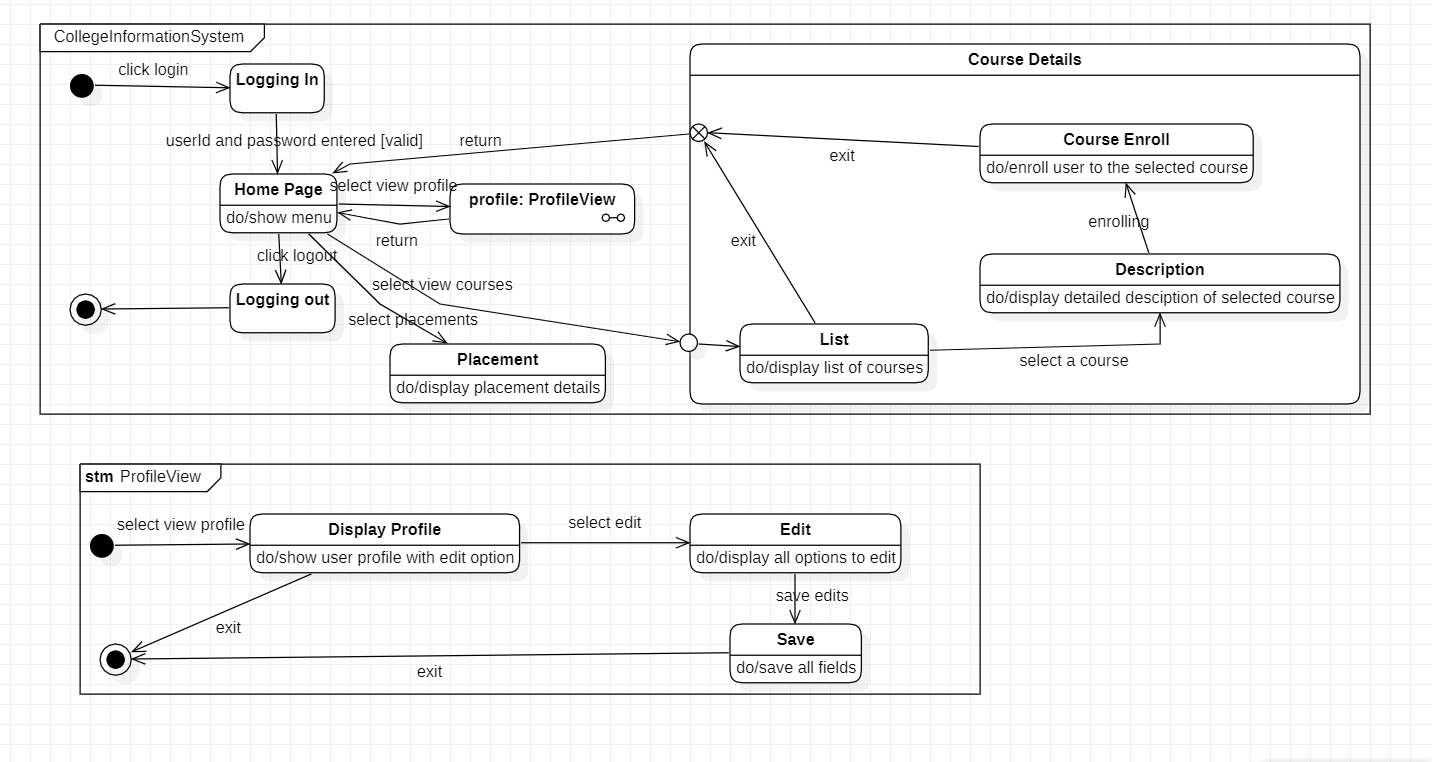 CollegeInformationSystem
click login
Logging In
userId and password entered [valid]
return
Home Page
do/show menu
select view profile
profile: ProfileView
return
click logout
Logging out
select view courses
select placements
Placement
do/display placement details
Course Details
Course Enroll
do/enroll user to the selected course
exit
enrolling
exit
Description
do/display detailed desciption of selected course
List
do/display list of courses
select a course
stm ProfileView
select view profile
Display Profile
do/show user profile with edit option
select edit
Edit
do/display all options to edit
save edits
exit
Save
do/save all fields
exit